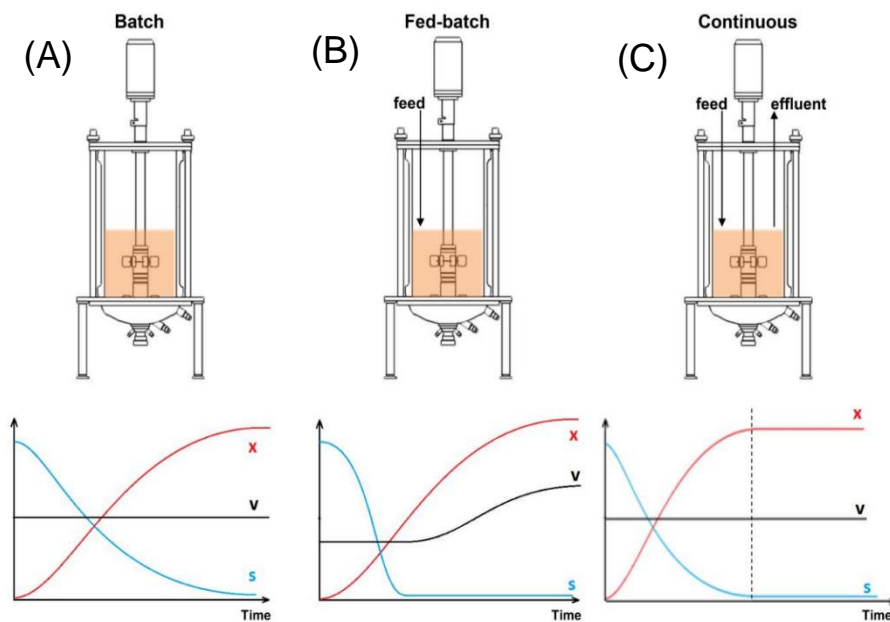 Batch
(A)
Fed-batch
(B)
feed
Continuous
(C)
feed
effluent
X
V
S
Time
X
V
S
Time
X
V
S
Time